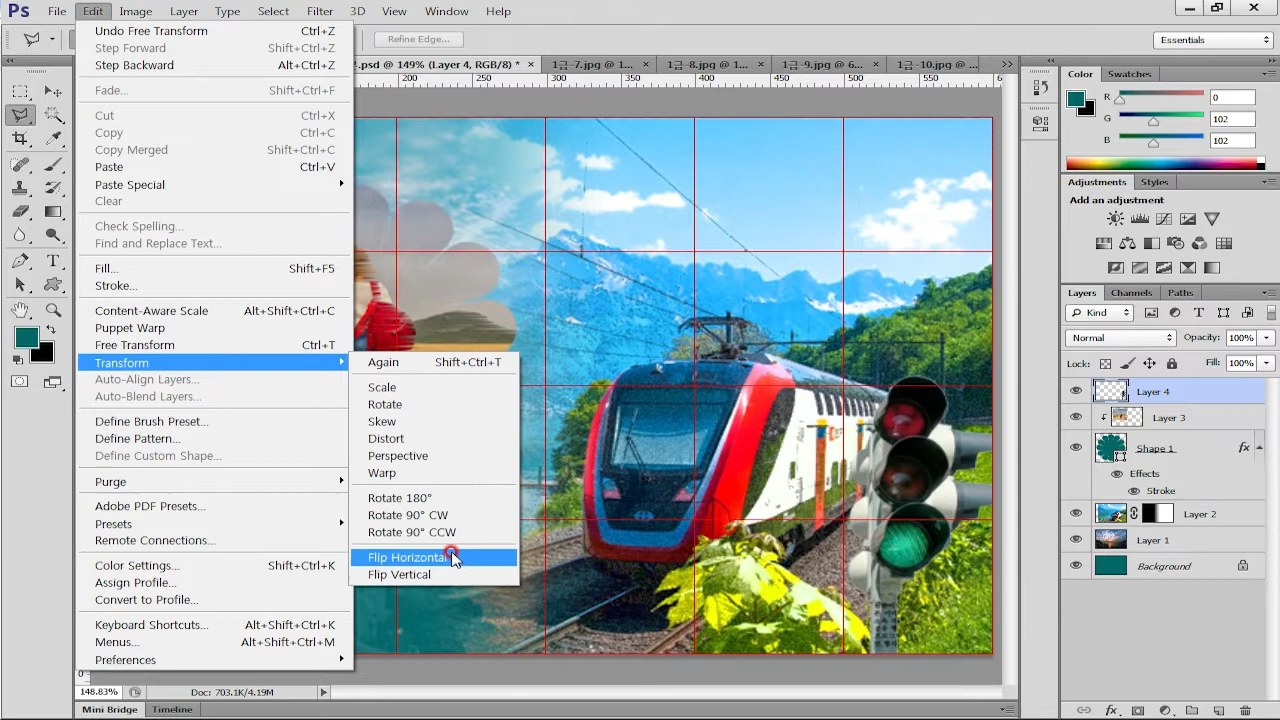 Ps File Edit Image Layer Type Select Filter 3D View Window Help
Refine Edge...
Essentials
.psd @ 149% (Layer 4, RGB/8) * × 1급-7.jpg @ 1... × 1급-8.jpg @ 1... × 1급-9.jpg @ 6... × 1급-10.jpg @ ... »
200 250 300 350 400 450 500 550 600
Undo Free Transform Ctrl+Z
Step Forward Shift+Ctrl+Z
Step Backward Alt+Ctrl+Z
Fade... Shift+Ctrl+F
Cut Ctrl+X
Copy Ctrl+C
Copy Merged Shift+Ctrl+C
Paste Ctrl+V
Paste Special
Clear
Check Spelling...
Find and Replace Text...
Fill... Shift+F5
Stroke...
Content-Aware Scale Alt+Shift+Ctrl+C
Puppet Warp
Free Transform Ctrl+T
Transform
Auto-Align Layers...
Auto-Blend Layers...
Define Brush Preset...
Define Pattern...
Define Custom Shape...
Purge
Adobe PDF Presets...
Presets
Remote Connections...
Color Settings... Shift+Ctrl+K
Assign Profile...
Convert to Profile...
Keyboard Shortcuts... Alt+Shift+Ctrl+K
Menus... Alt+Shift+Ctrl+M
Preferences
Again Shift+Ctrl+T
Scale
Rotate
Skew
Distort
Perspective
Warp
Rotate 180°
Rotate 90° CW
Rotate 90° CCW
Flip Horizontal
Flip Vertical
Color Swatches
R 0
G 102
B 102
Adjustments Styles
Add an adjustment
Layers Channels Paths
Kind
Normal Opacity: 100%
Lock: Fill: 100%
Layer 4
Layer 3
Shape 1 fx
Effects
Stroke
Layer 2
Layer 1
Background
0
148.83% Doc: 703.1K/4.19M
Mini Bridge Timeline